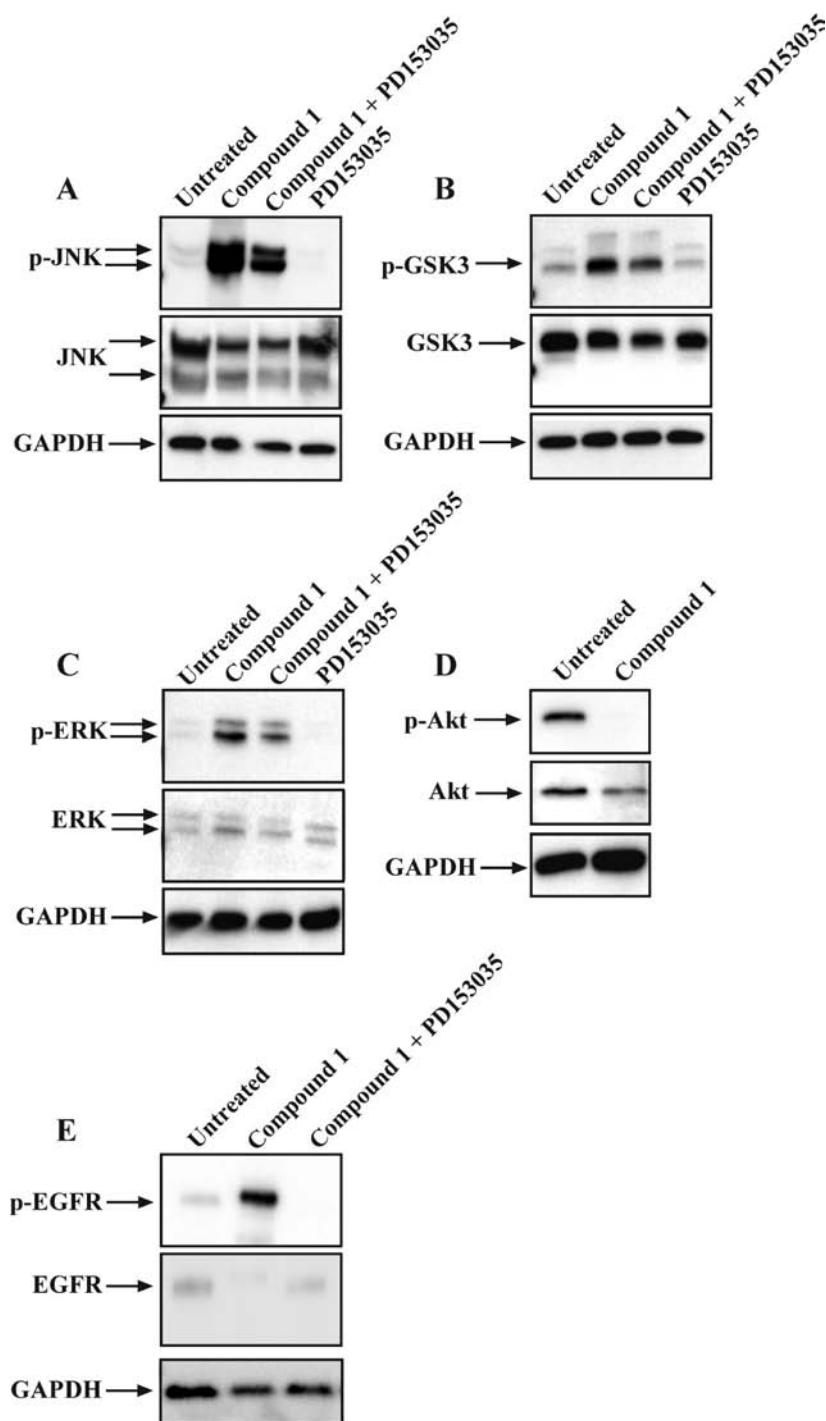 A
Untreated
Compound 1
Compound 1 + PD153035
PD153035
p-JNK
JNK
GAPDH
B
Untreated
Compound 1
Compound 1 + PD153035
PD153035
p-GSK3
GSK3
GAPDH
C
Untreated
Compound 1
Compound 1 + PD153035
PD153035
p-ERK
ERK
GAPDH
D
Untreated
Compound 1
p-Akt
Akt
GAPDH
E
Untreated
Compound 1
Compound 1 + PD153035
p-EGFR
EGFR
GAPDH